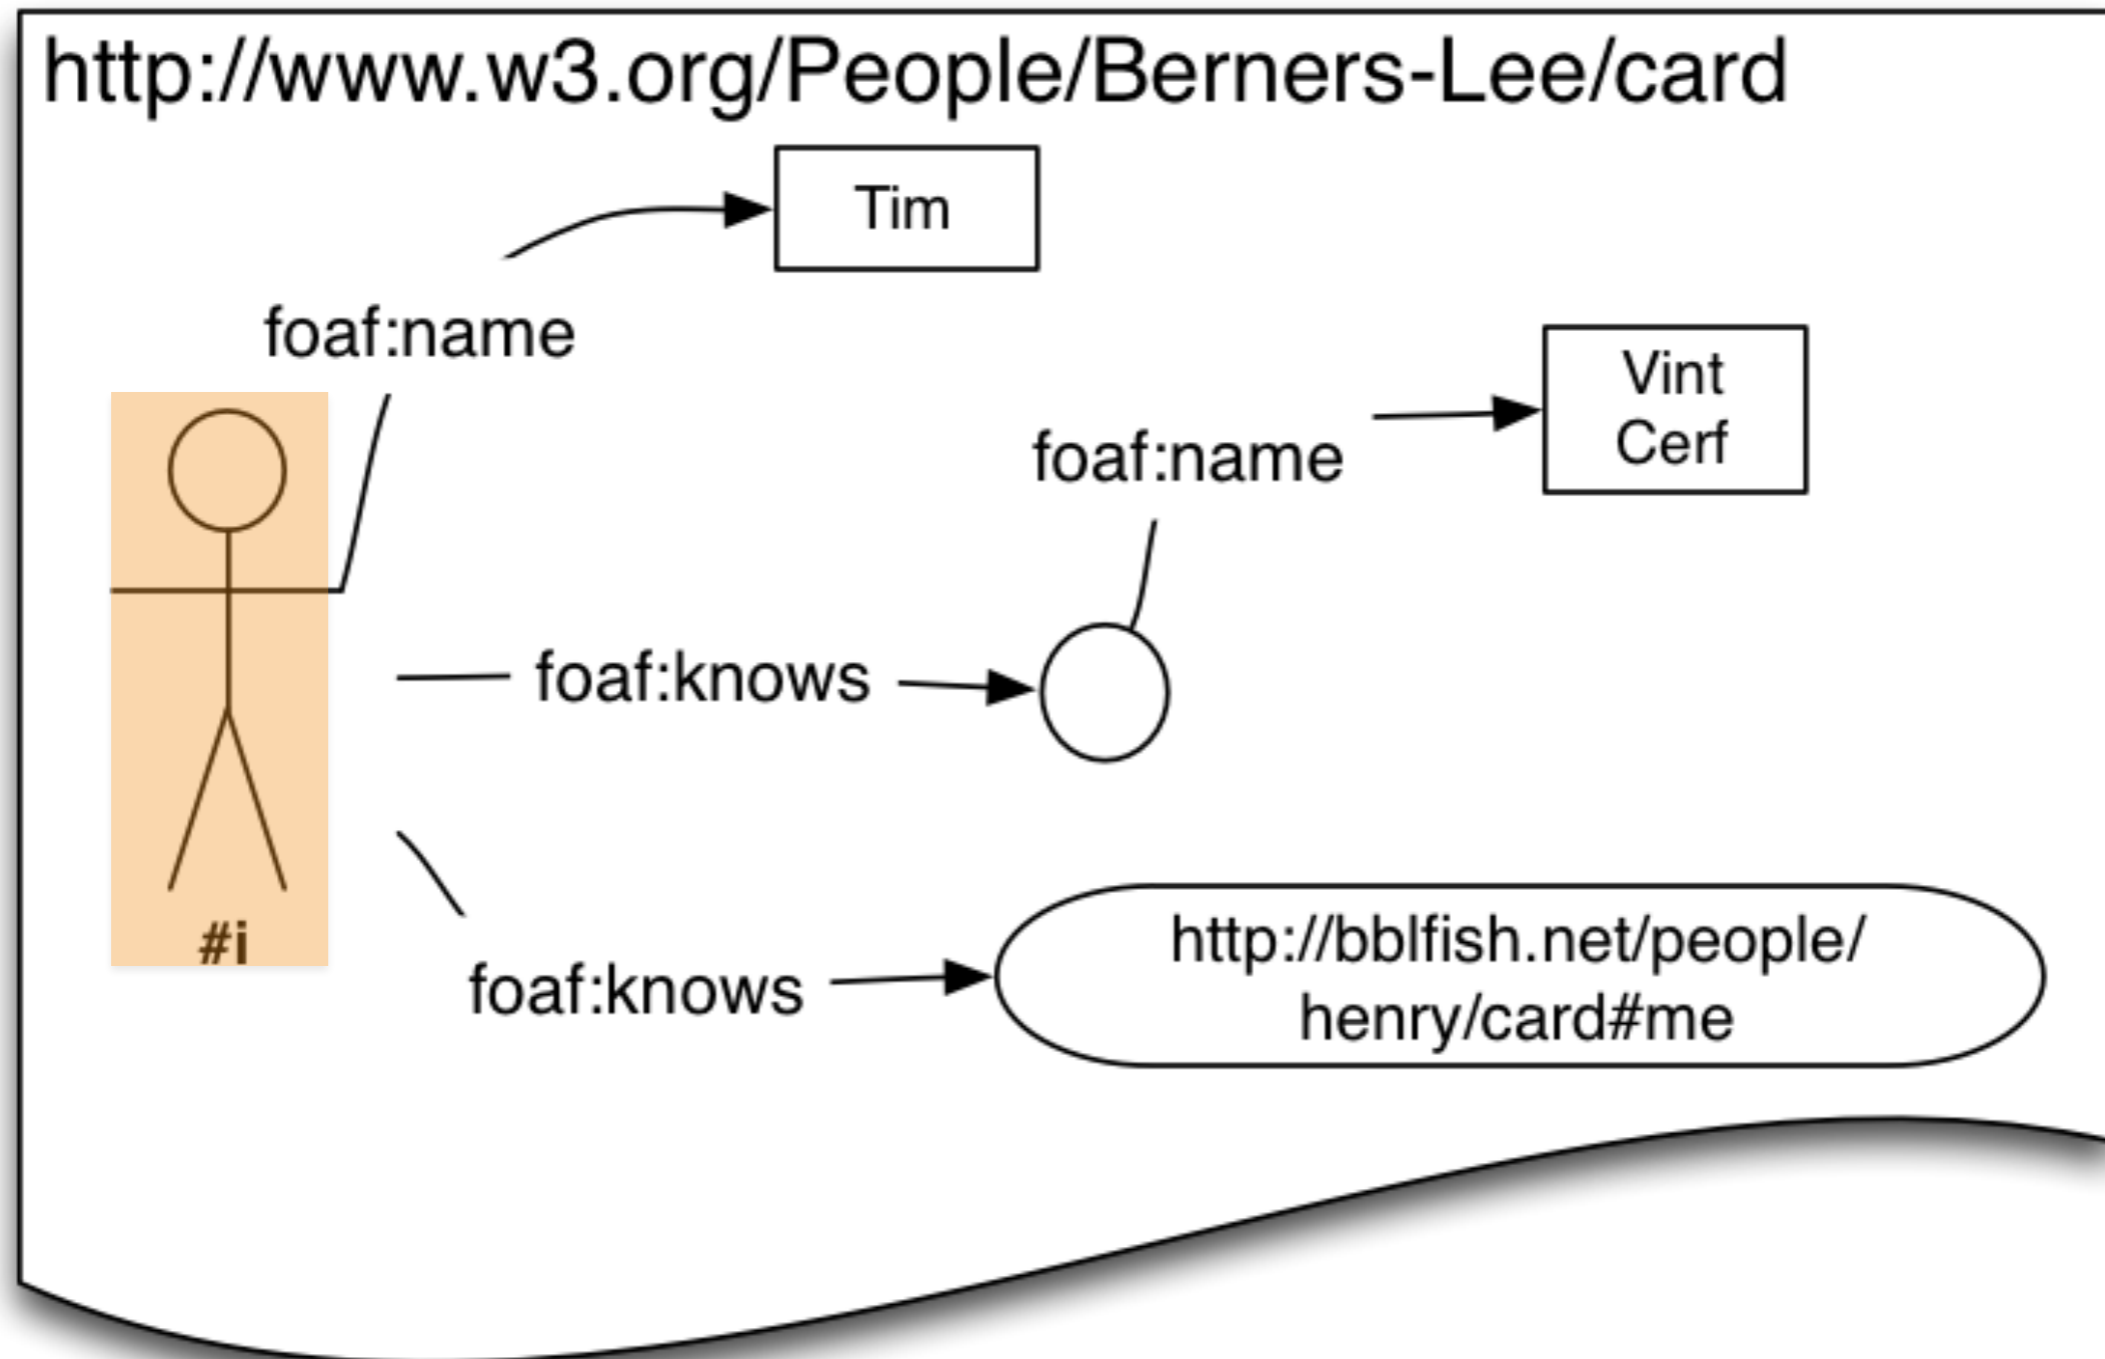 http://www.w3.org/People/Berners-Lee/card
Tim
foaf:name
Vint
Cerf
foaf:name
foaf:knows
#i
foaf:knows
http://bblfish.net/people/
henry/card#me